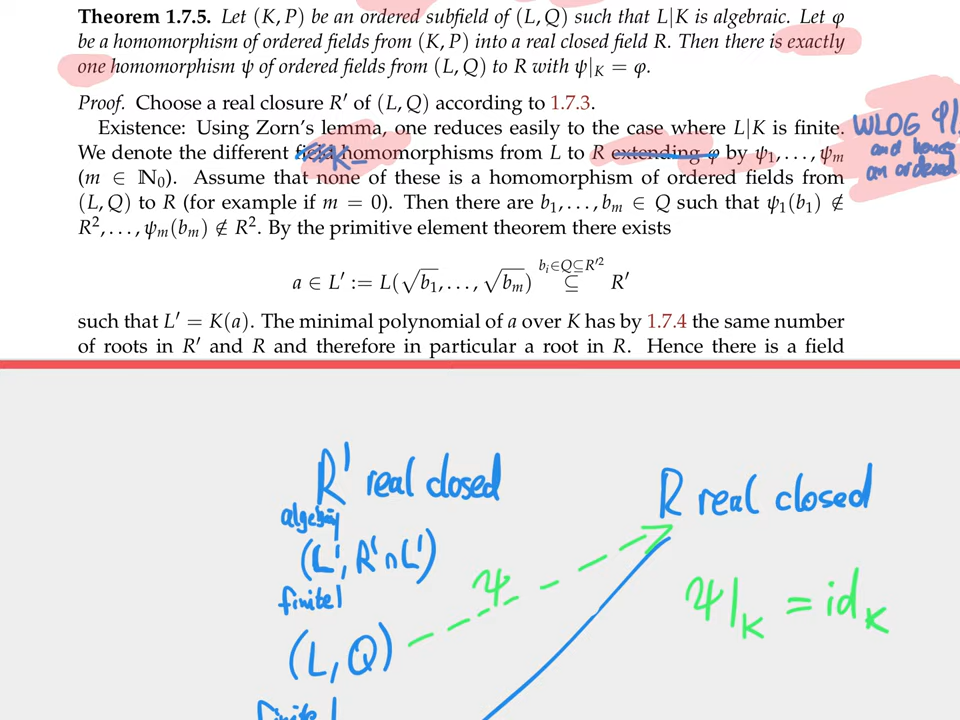 Theorem 1.7.5. Let (K, P) be an ordered subfield of (L, Q) such that L|K is algebraic. Let φ
be a homomorphism of ordered fields from (K, P) into a real closed field R. Then there is exactly
one homomorphism ψ of ordered fields from (L, Q) to R with ψ|_K = φ.
Proof. Choose a real closure R′ of (L, Q) according to 1.7.3.
Existence: Using Zorn's lemma, one reduces easily to the case where L|K is finite.
We denote the different field homomorphisms from L to R extending φ by ψ₁, . . . , ψₘ
K-
(m ∈ ℕ₀). Assume that none of these is a homomorphism of ordered fields from
(L, Q) to R (for example if m = 0). Then there are b₁, . . . , bₘ ∈ Q such that ψ₁(b₁) ∉
R², . . . , ψₘ(bₘ) ∉ R². By the primitive element theorem there exists
WLOG φ|
and hence
an ordered
a ∈ L′ := L(√b₁, . . . , √bₘ) ⊆ R′
bᵢ∈Q⊆R′²
such that L′ = K(a). The minimal polynomial of a over K has by 1.7.4 the same number
of roots in R′ and R and therefore in particular a root in R. Hence there is a field
R′ real closed
R real closed
(L′, R′²∩L′)
finite |
ψ
ψ|_K = id_K
(L, Q)
finite |